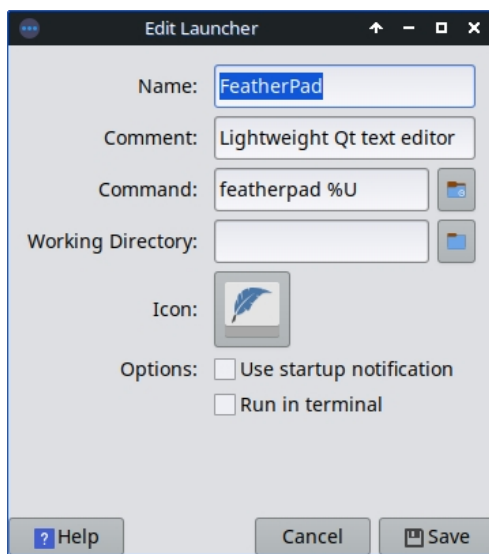 Edit Launcher
Name: FeatherPad
Comment: Lightweight Qt text editor
Command: featherpad %U
Working Directory:
Icon:
Options: Use startup notification
Run in terminal
? Help Cancel Save